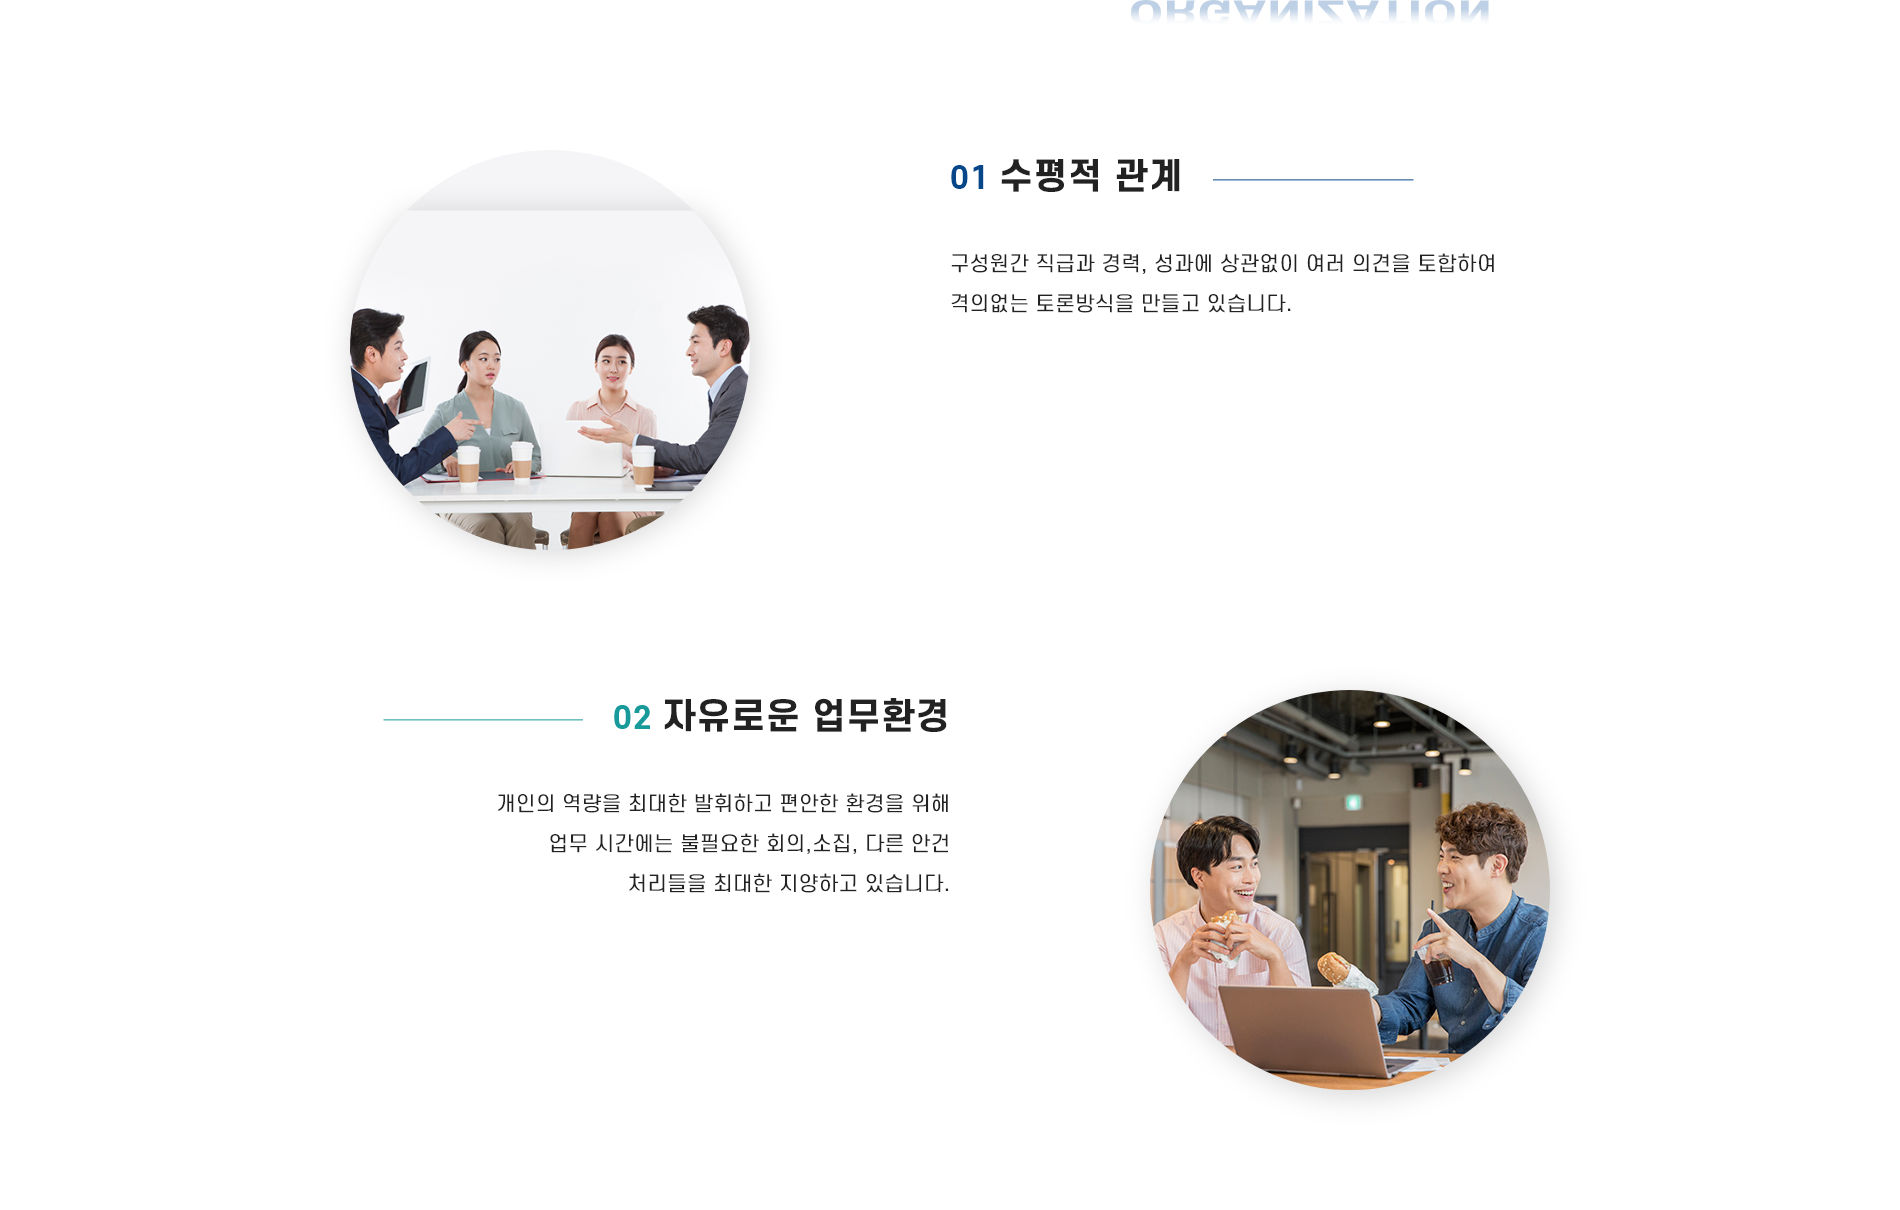 ORGANIZATION
01 수평적 관계
구성원간 직급과 경력, 성과에 상관없이 여러 의견을 토합하여
격의없는 토론방식을 만들고 있습니다.
02 자유로운 업무환경
개인의 역량을 최대한 발휘하고 편안한 환경을 위해
업무 시간에는 불필요한 회의,소집, 다른 안건
처리들을 최대한 지양하고 있습니다.